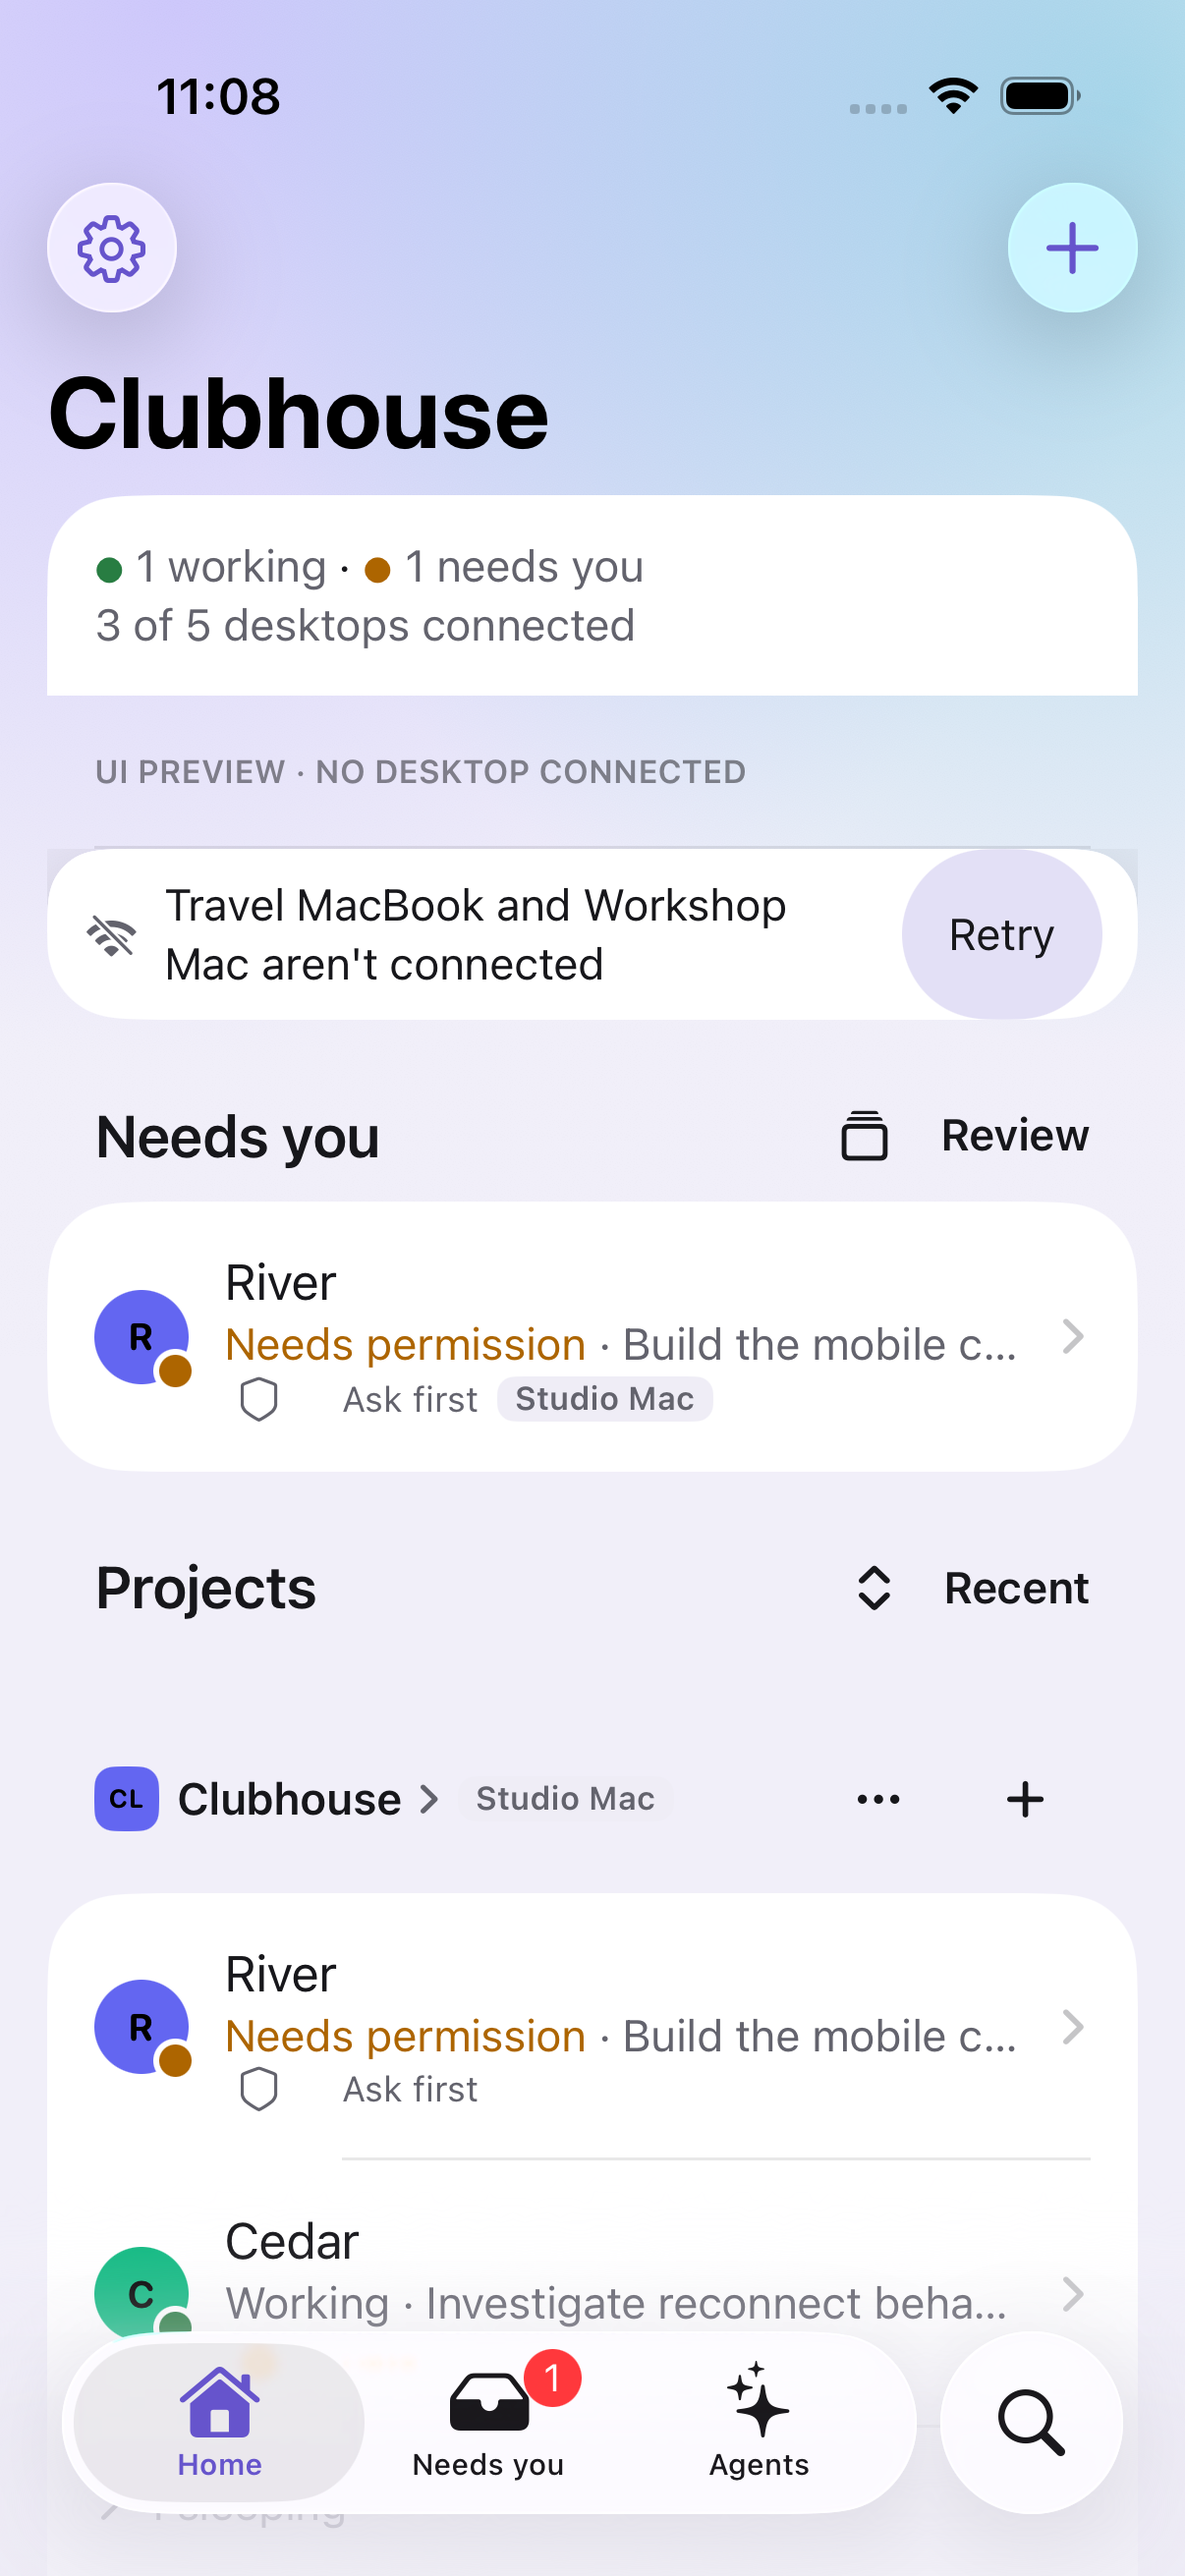 11:08
Clubhouse
1 working · 1 needs you
3 of 5 desktops connected
UI PREVIEW · NO DESKTOP CONNECTED
Travel MacBook and Workshop
Mac aren't connected
Retry
Needs you
Review
R
River
Needs permission · Build the mobile c...
Ask first
Studio Mac
Projects
Recent
CL
Clubhouse
Studio Mac
R
River
Needs permission · Build the mobile c...
Ask first
C
Cedar
Working · Investigate reconnect beha...
1
Home
Needs you
Agents
sleeping